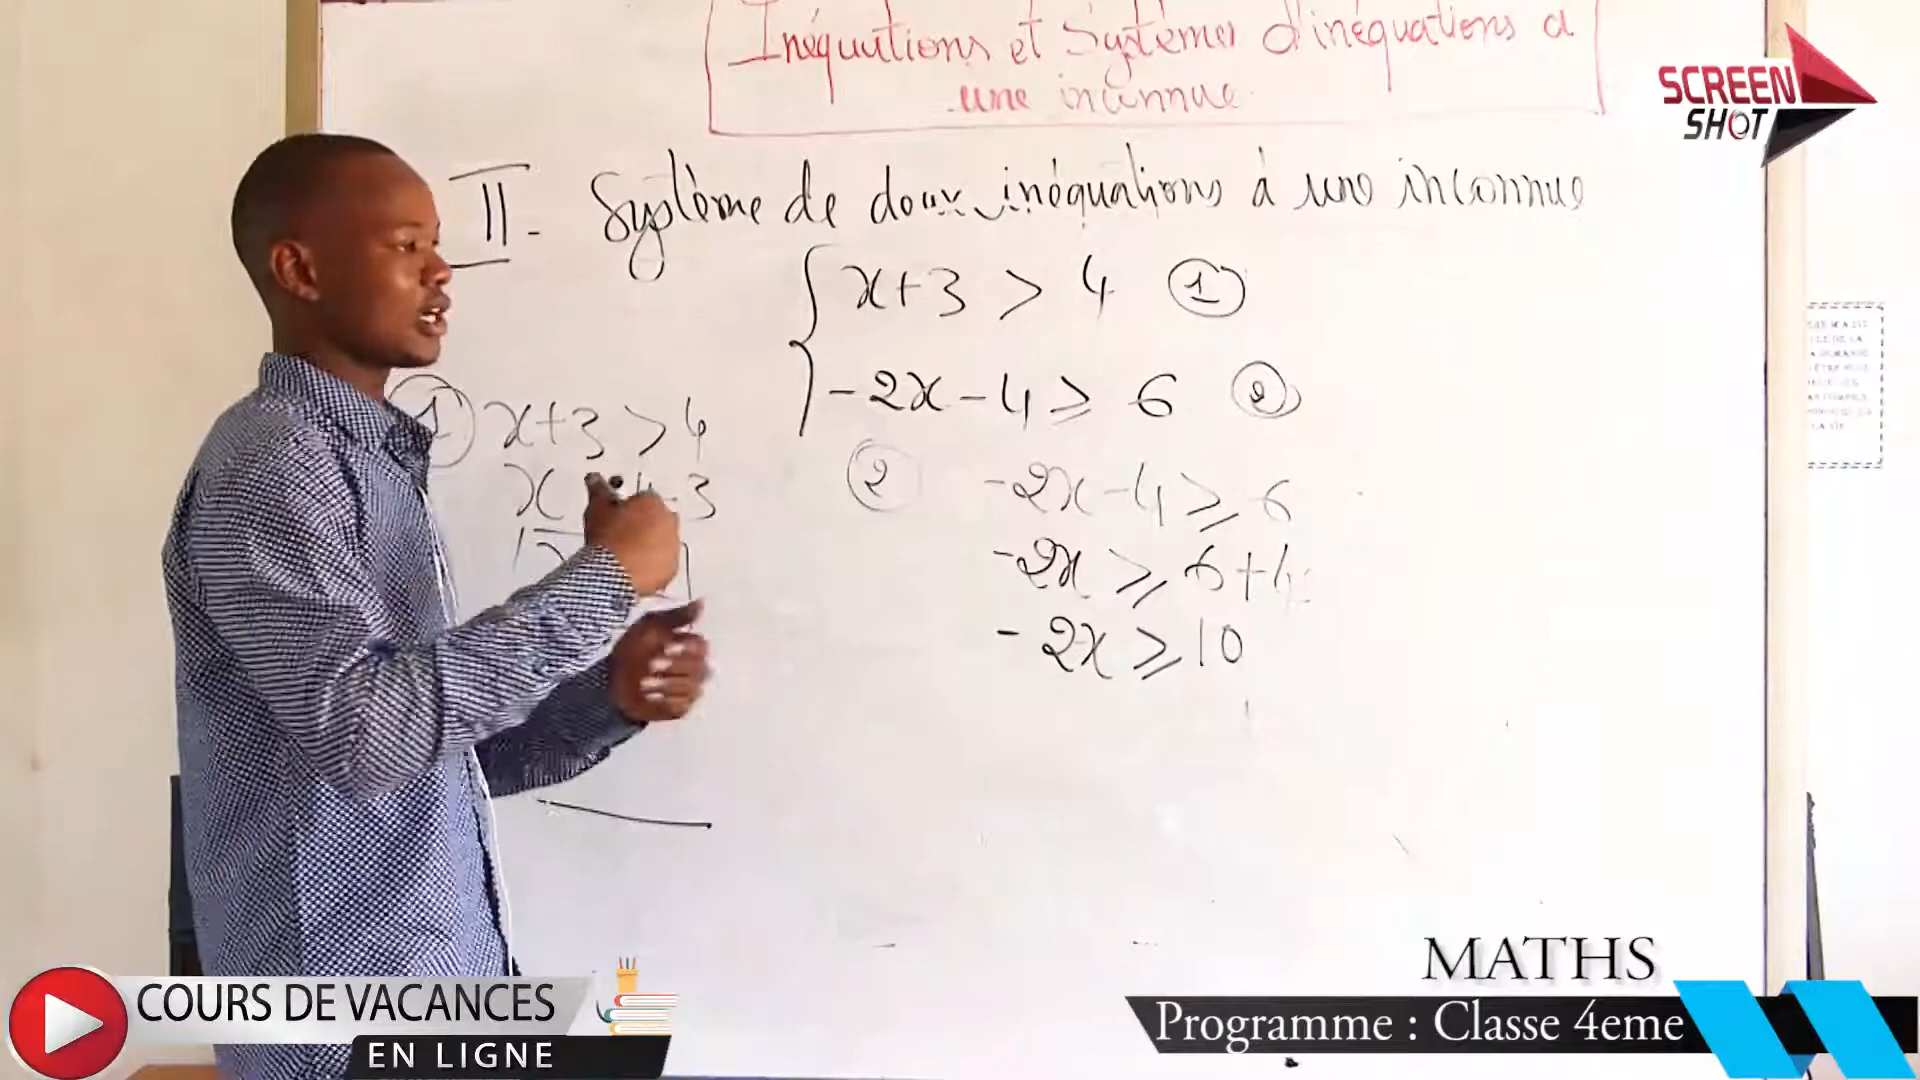 Inéquations et Systèmes d'inéquations a
une inconnue
SCREEN
SHOT
II. Système de deux inéquations à une inconnue
x+3 > 4 ①
-2x-4 ≥ 6 ②
① x+3 > 4
x 4-3
② -2x-4 ≥ 6
-2x ≥ 6+4
-2x ≥ 10
MATHS
Programme : Classe 4eme
COURS DE VACANCES
EN LIGNE